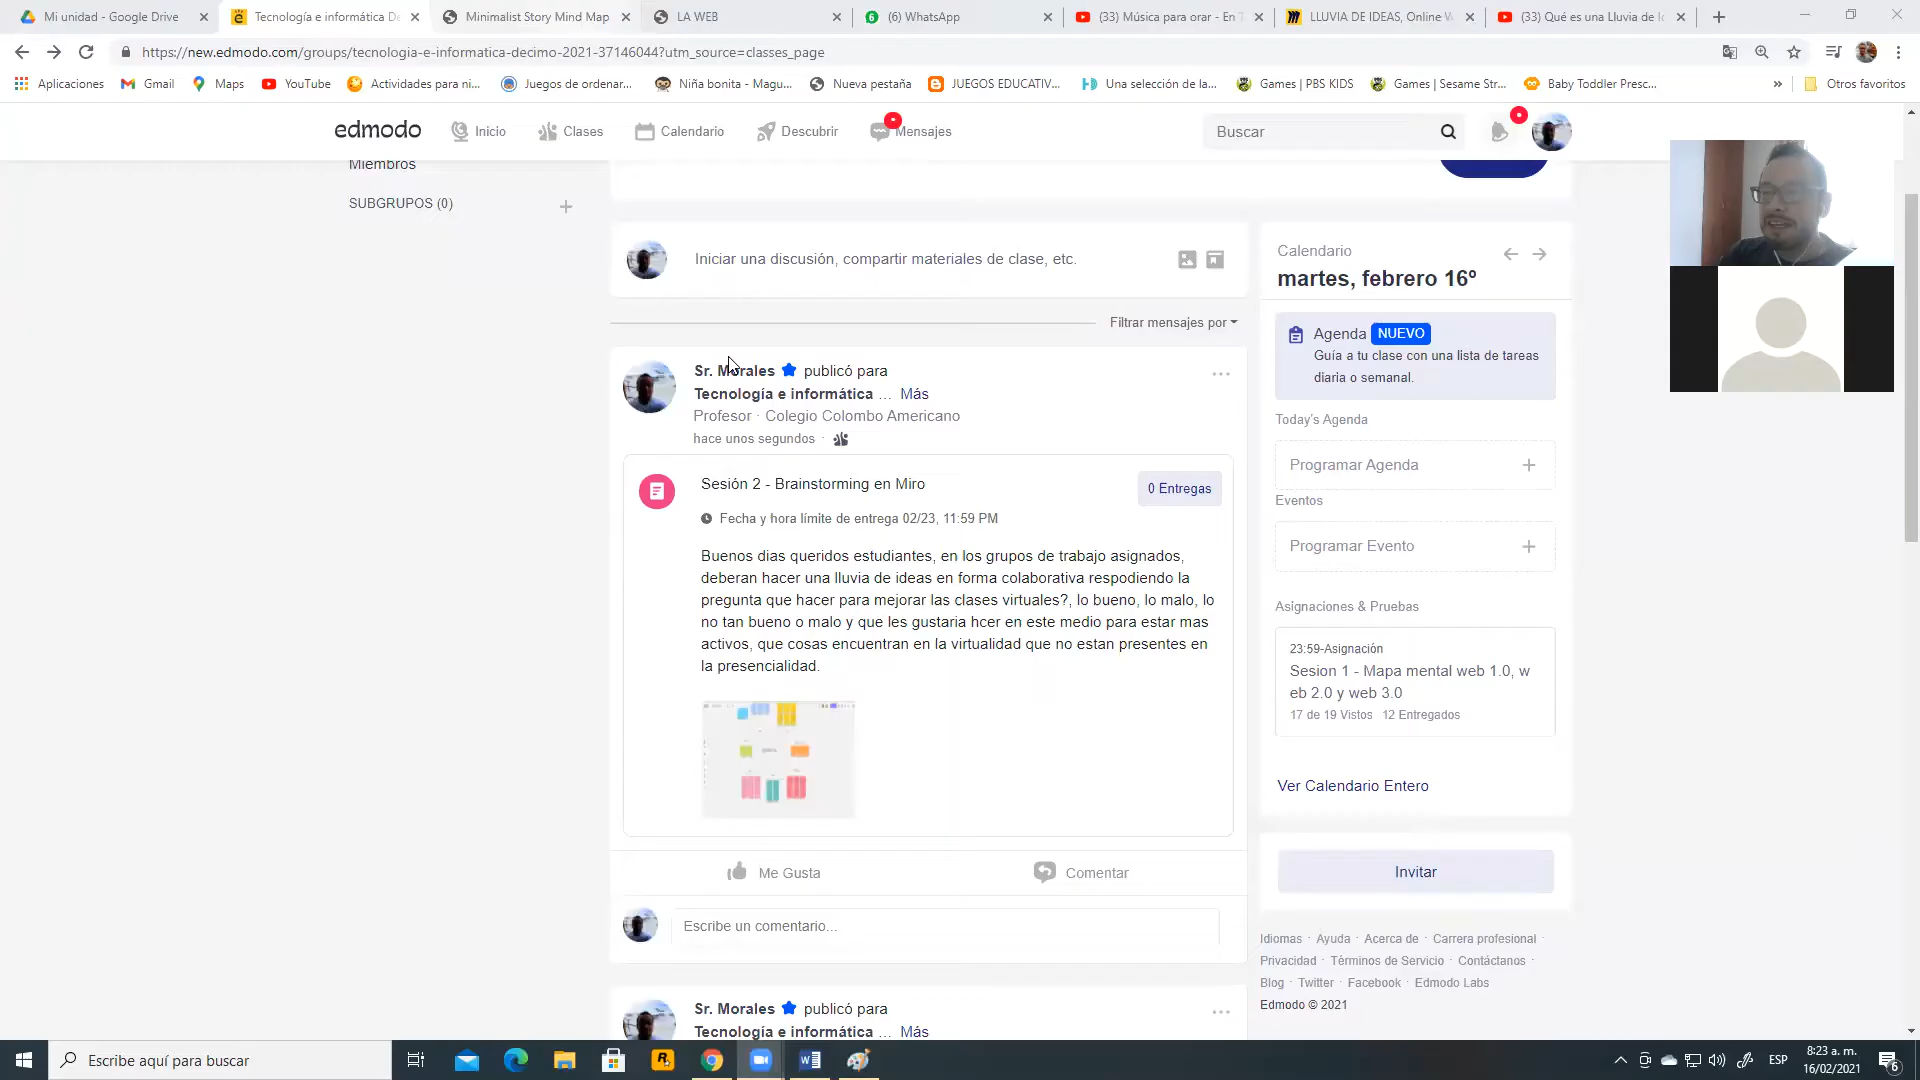 Mi unidad - Google Drive
Tecnología e informática De
Minimalist Story Mind Map
LA WEB
(6) WhatsApp
(33) Música para orar - En T
LLUVIA DE IDEAS, Online W
(33) Qué es una Lluvia de Id
https://new.edmodo.com/groups/tecnologia-e-informatica-decimo-2021-37146044?utm_source=classes_page
Aplicaciones
Gmail
Maps
YouTube
Actividades para ni...
Juegos de ordenar...
Niña bonita - Magu...
Nueva pestaña
JUEGOS EDUCATIV...
Una selección de la...
Games | PBS KIDS
Games | Sesame Str...
Baby Toddler Presc...
»
Otros favoritos
edmodo
Inicio
Clases
Calendario
Descubrir
Mensajes
Buscar
Miembros
SUBGRUPOS (0)
Iniciar una discusión, compartir materiales de clase, etc.
Filtrar mensajes por
Sr. Morales publicó para
Tecnología e informática ... Más
Profesor · Colegio Colombo Americano
hace unos segundos ·
Sesión 2 - Brainstorming en Miro
0 Entregas
Fecha y hora límite de entrega 02/23, 11:59 PM
Buenos dias queridos estudiantes, en los grupos de trabajo asignados,
deberan hacer una lluvia de ideas en forma colaborativa respodiendo la
pregunta que hacer para mejorar las clases virtuales?, lo bueno, lo malo, lo
no tan bueno o malo y que les gustaria hcer en este medio para estar mas
activos, que cosas encuentran en la virtualidad que no estan presentes en
la presencialidad.
Me Gusta
Comentar
Escribe un comentario...
Sr. Morales publicó para
Tecnología e informática ... Más
Calendario
martes, febrero 16º
Agenda NUEVO
Guía a tu clase con una lista de tareas
diaria o semanal.
Today's Agenda
Programar Agenda
Eventos
Programar Evento
Asignaciones & Pruebas
23:59-Asignación
Sesion 1 - Mapa mental web 1.0, w
eb 2.0 y web 3.0
17 de 19 Vistos 12 Entregados
Ver Calendario Entero
Invitar
Idiomas · Ayuda · Acerca de · Carrera profesional ·
Privacidad · Términos de Servicio · Contáctanos ·
Blog · Twitter · Facebook · Edmodo Labs
Edmodo © 2021
Escribe aquí para buscar
ESP
8:23 a. m.
16/02/2021
6